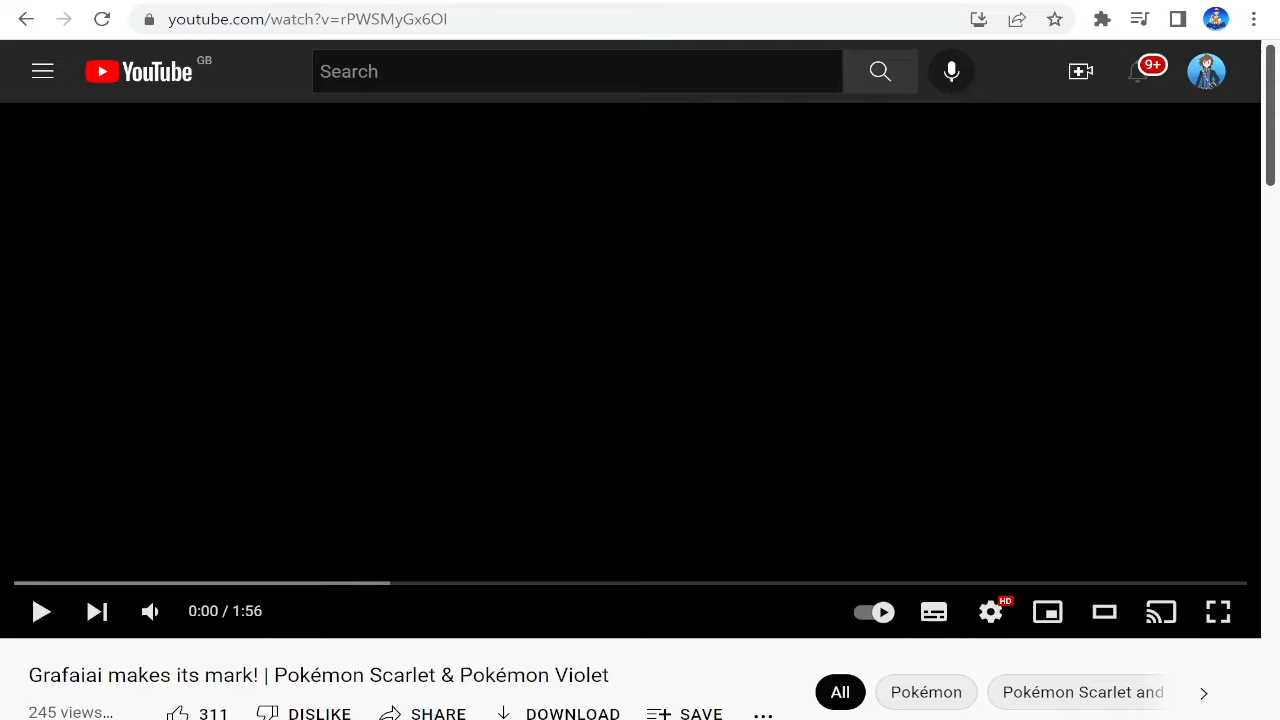 youtube.com/watch?v=rPWSMyGx6OI
YouTube GB
Search
9+
0:00 / 1:56
HD
Grafaiai makes its mark! | Pokémon Scarlet & Pokémon Violet
245 views...
311
DISLIKE
SHARE
DOWNLOAD
SAVE
All
Pokémon
Pokémon Scarlet and